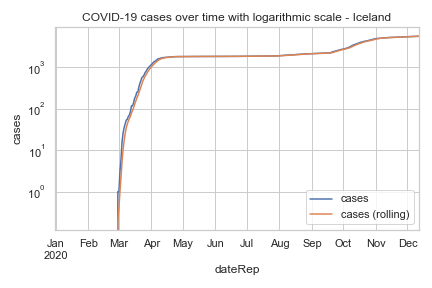 COVID-19 cases over time with logarithmic scale - Iceland
cases
10³
10²
10¹
10⁰
cases
cases (rolling)
Jan Feb Mar Apr May Jun Jul Aug Sep Oct Nov Dec
2020
dateRep